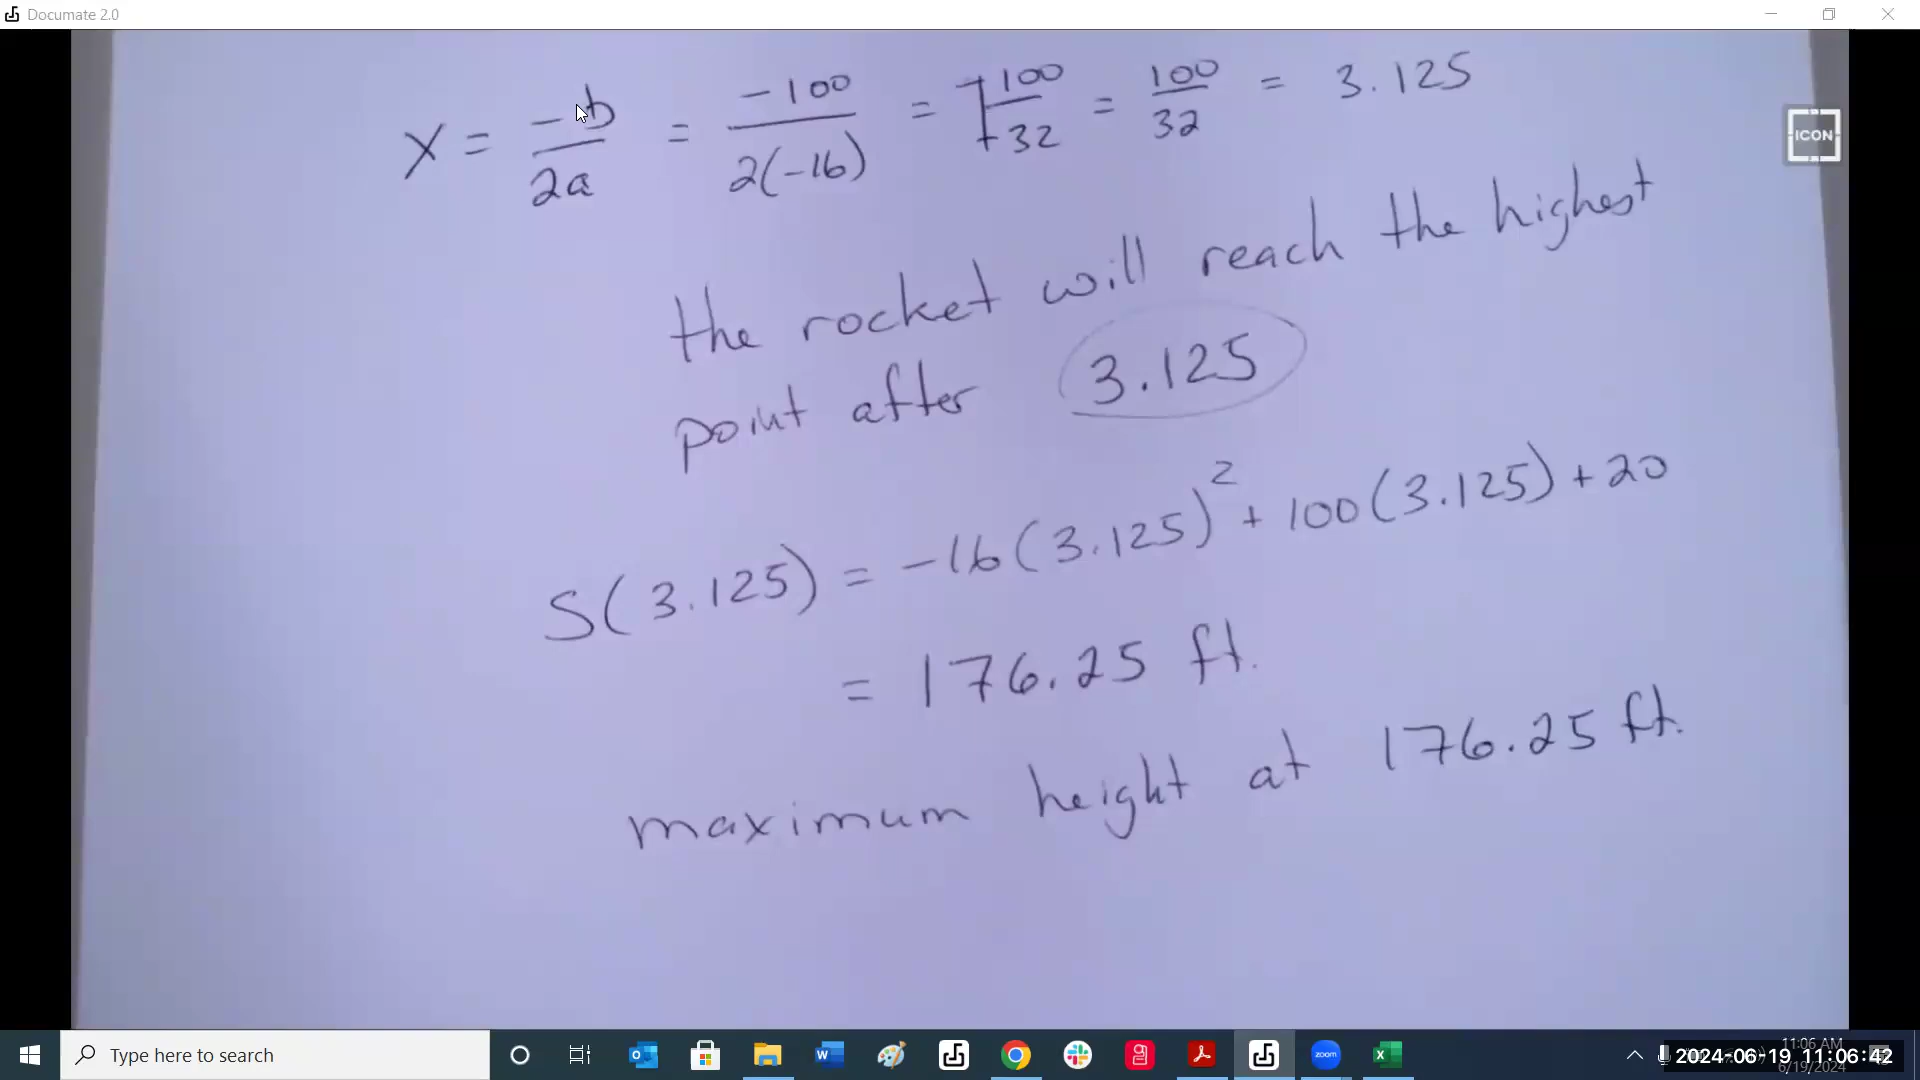 Documate 2.0
X = -b/2a = -100/2(-16) = -100/-32 = 100/32 = 3.125
ICON
the rocket will reach the highest
point after 3.125
S(3.125) = -16(3.125)² + 100(3.125) + 20
= 176.25 ft.
maximum height at 176.25 ft.
Type here to search
11:06 AM
2024-06-19 11:06:42
6/19/2024